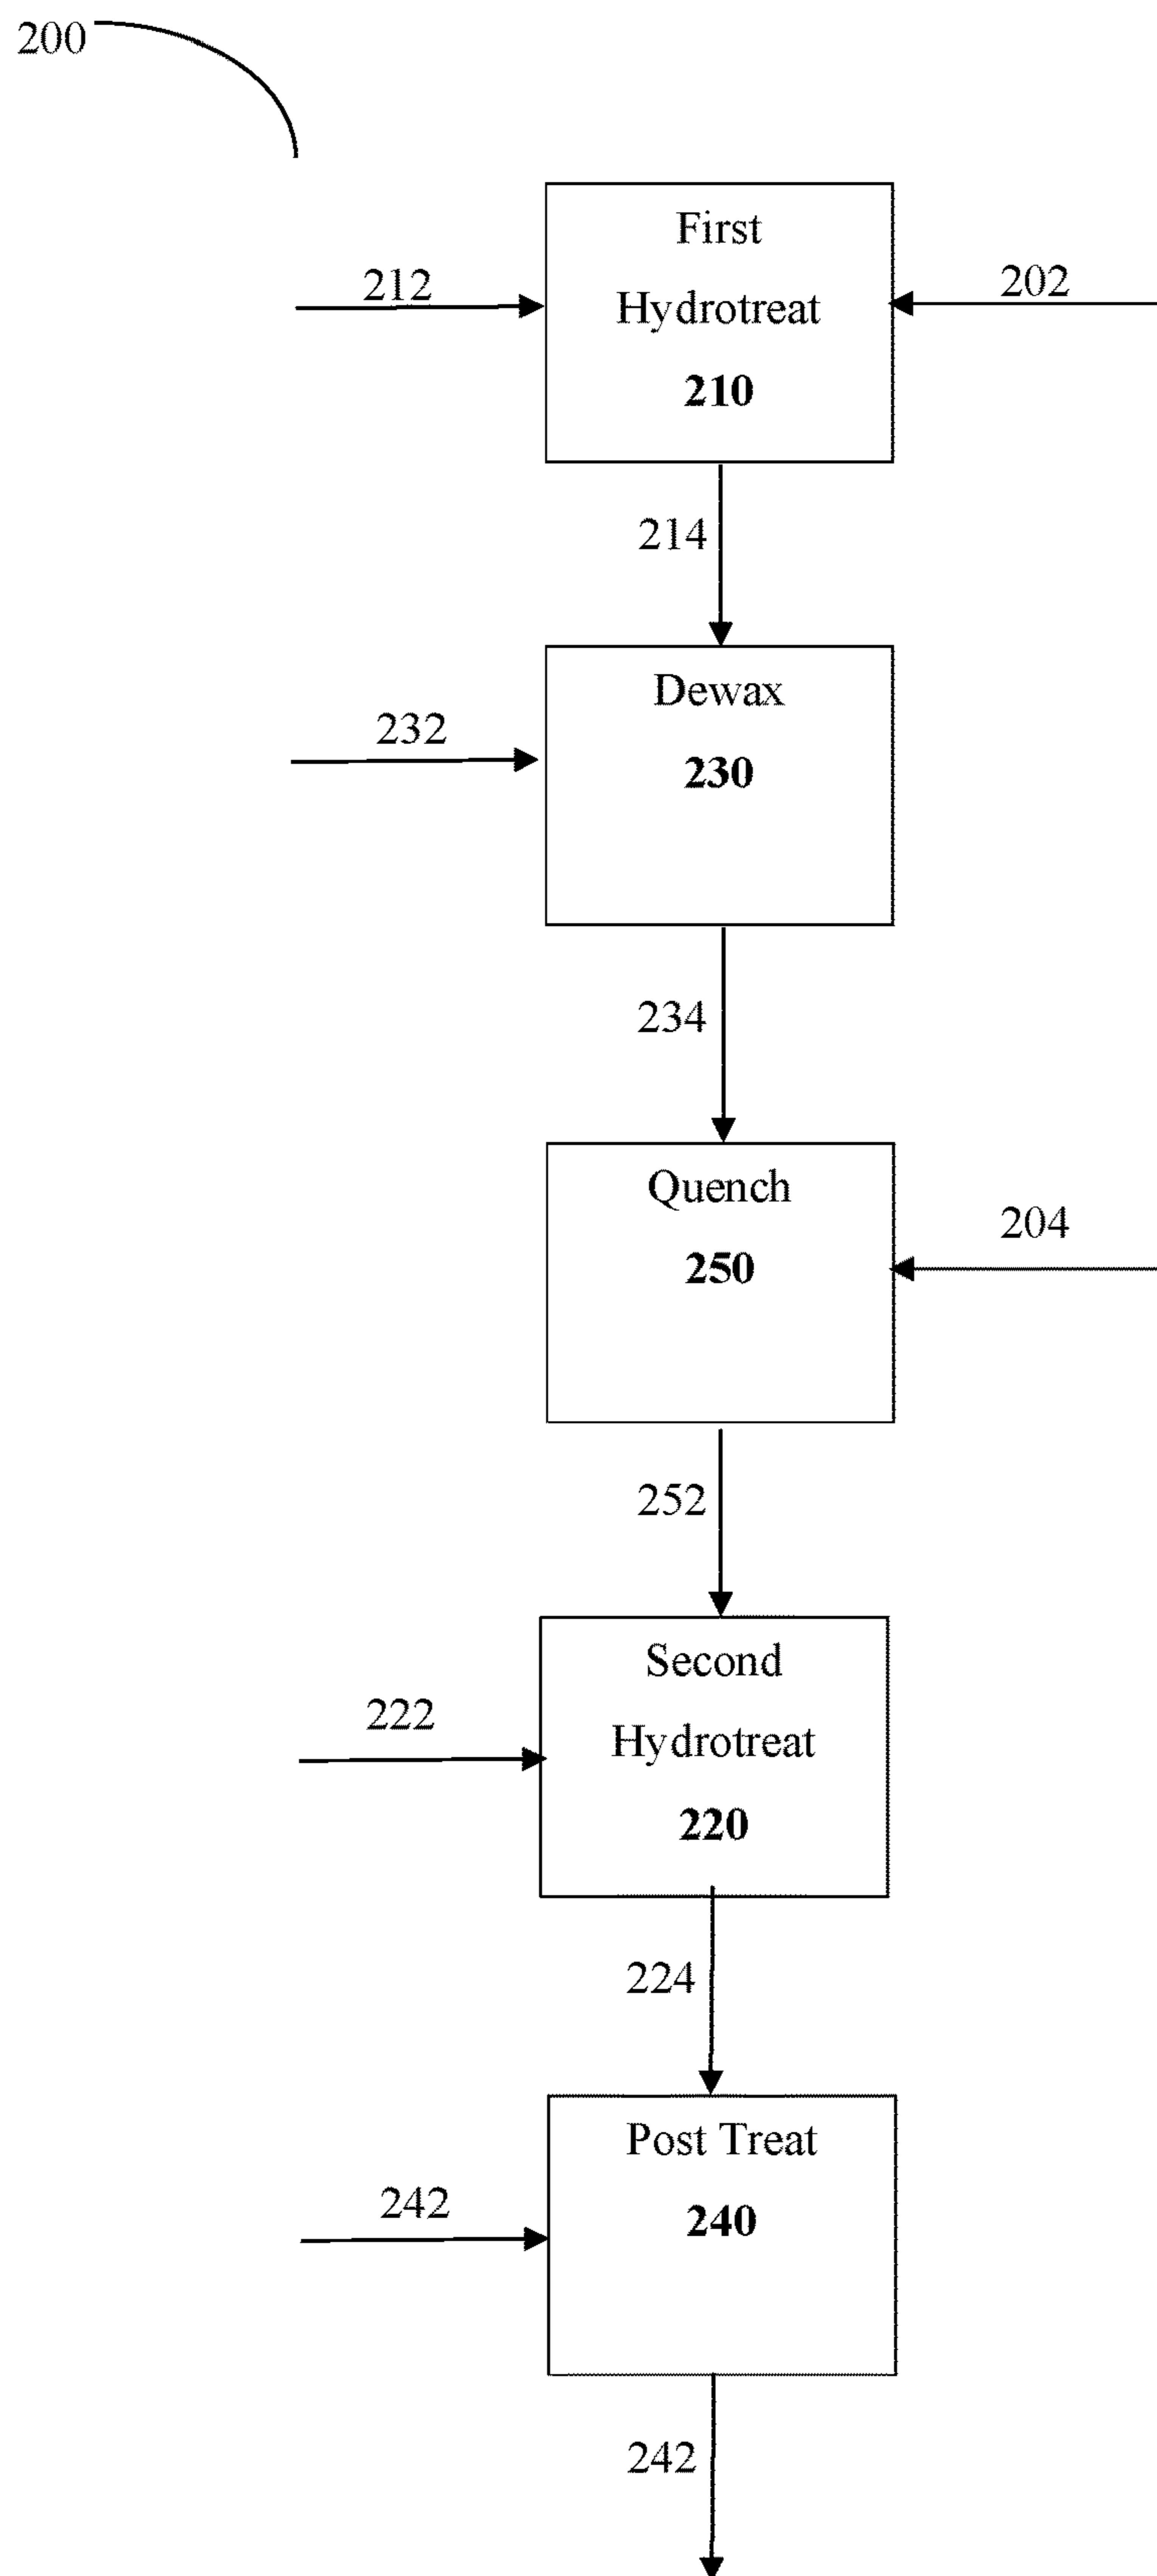 200
First
212
202
Hydrotreat
210
214
Dewax
232
230
234
Quench
204
250
252
Second
222
Hydrotreat
220
224
Post Treat
242
240
242